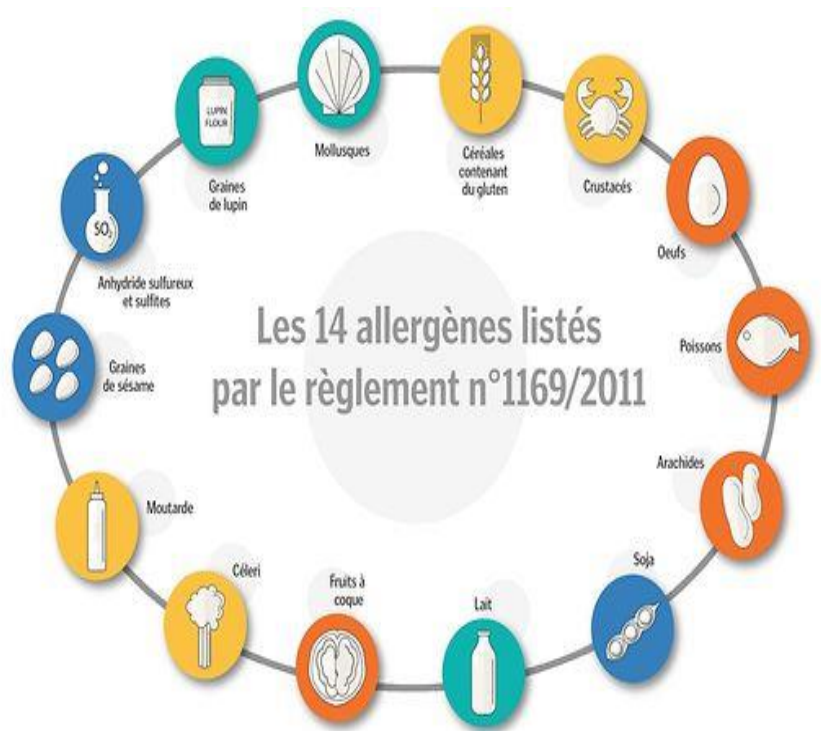 Les 14 allergènes listés
par le règlement n°1169/2011
Céréales
contenant
du gluten
Crustacés
Oeufs
Poissons
Arachides
Soja
Lait
Fruits à
coque
Céleri
Moutarde
Graines
de sésame
SO₂
Anhydride sulfureux
et sulfites
LUPIN
FLOUR
Graines
de lupin
Mollusques